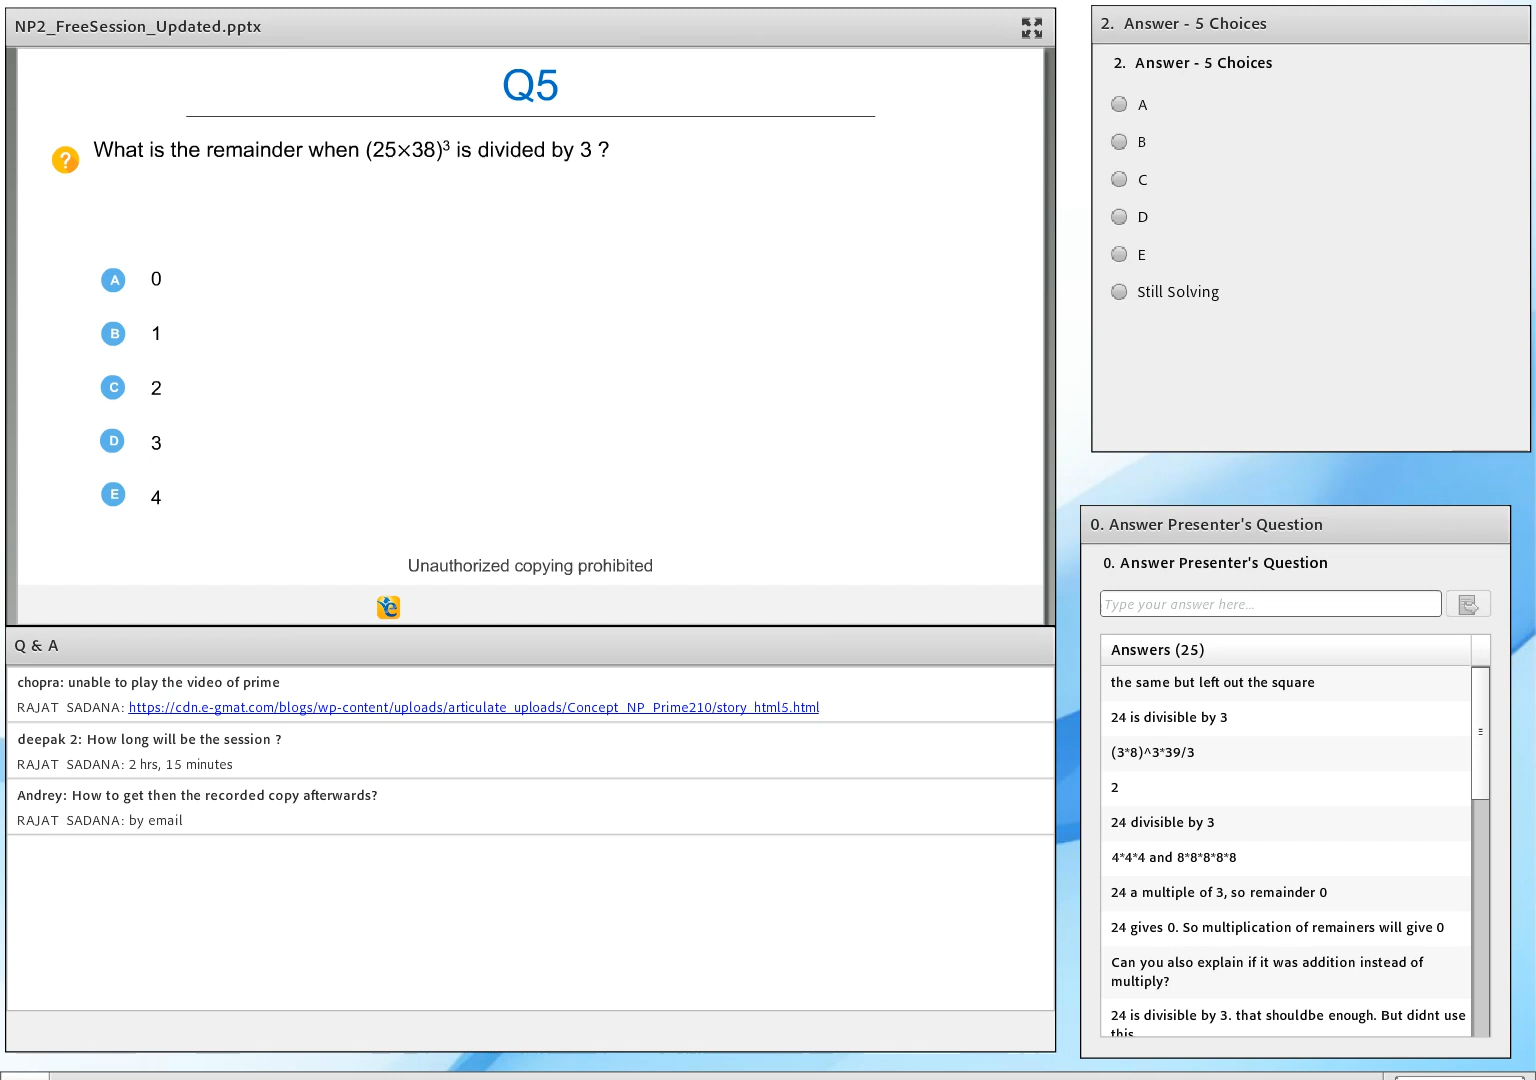 NP2_FreeSession_Updated.pptx
Q5
? What is the remainder when (25×38)³ is divided by 3 ?
A 0
B 1
C 2
D 3
E 4
Unauthorized copying prohibited
e
Q & A
chopra: unable to play the video of prime
RAJAT SADANA: https://cdn.e-gmat.com/blogs/wp-content/uploads/articulate_uploads/Concept_NP_Prime210/story_html5.html
deepak 2: How long will be the session ?
RAJAT SADANA: 2 hrs, 15 minutes
Andrey: How to get then the recorded copy afterwards?
RAJAT SADANA: by email
2. Answer - 5 Choices
2. Answer - 5 Choices
A
B
C
D
E
Still Solving
0. Answer Presenter's Question
0. Answer Presenter's Question
Type your answer here...
Answers (25)
the same but left out the square
24 is divisible by 3
(3*8)^3*39/3
2
24 divisible by 3
4*4*4 and 8*8*8*8*8
24 a multiple of 3, so remainder 0
24 gives 0. So multiplication of remainers will give 0
Can you also explain if it was addition instead of
multiply?
24 is divisible by 3. that shouldbe enough. But didnt use
this